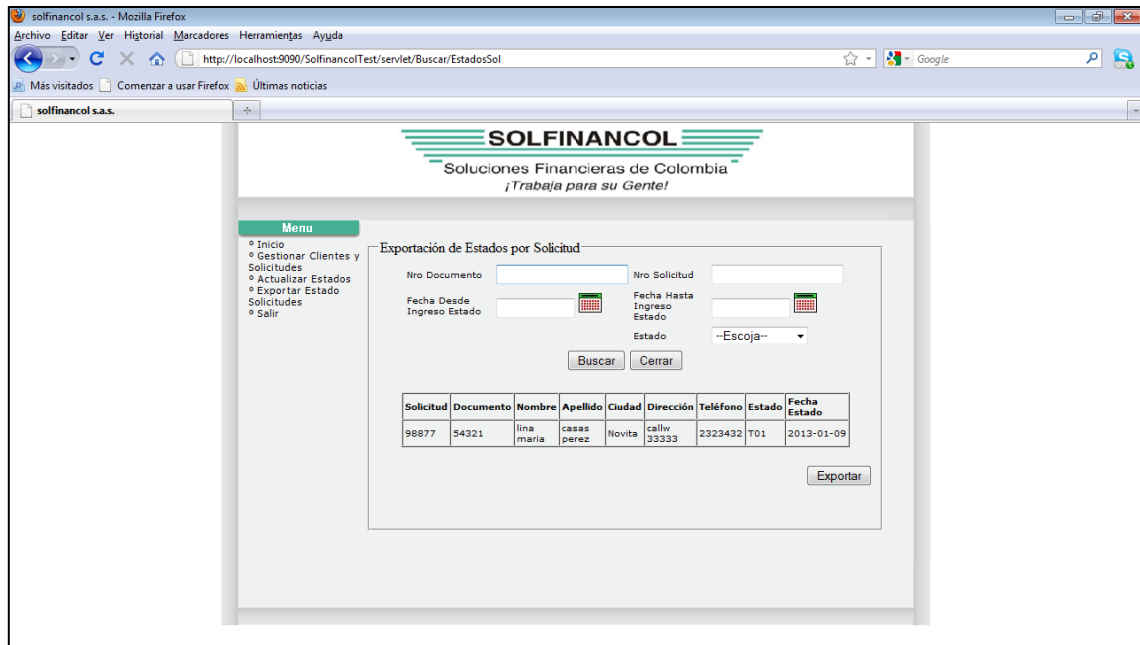 solfinancol s.a.s. - Mozilla Firefox
Archivo Editar Ver Historial Marcadores Herramientas Ayuda
http://localhost:9090/SolfinancolTest/servlet/Buscar/EstadosSol
Google
Más visitados Comenzar a usar Firefox Últimas noticias
solfinancol s.a.s.
SOLFINANCOL
Soluciones Financieras de Colombia
¡Trabaja para su Gente!
Menu
º Inicio
º Gestionar Clientes y
Solicitudes
º Actualizar Estados
º Exportar Estado
Solicitudes
º Salir
Exportación de Estados por Solicitud
Nro Documento
Nro Solicitud
Fecha Desde
Ingreso Estado
Fecha Hasta
Ingreso
Estado
Estado
--Escoja--
Buscar Cerrar
Solicitud Documento Nombre Apellido Ciudad Dirección Teléfono Estado Fecha Estado
98877 54321 lina maria casas perez Novita callw 33333 2323432 T01 2013-01-09
Exportar